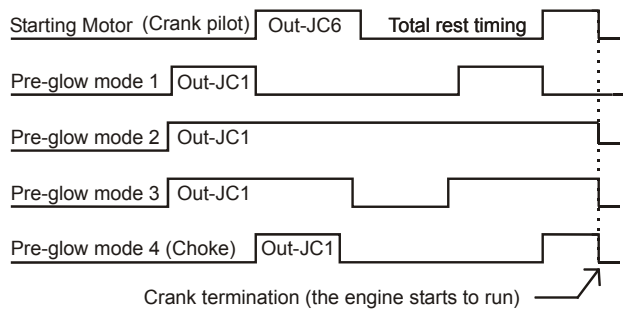 Starting Motor (Crank pilot) Out-JC6 Total rest timing
Pre-glow mode 1 Out-JC1
Pre-glow mode 2 Out-JC1
Pre-glow mode 3 Out-JC1
Pre-glow mode 4 (Choke) Out-JC1
Crank termination (the engine starts to run)